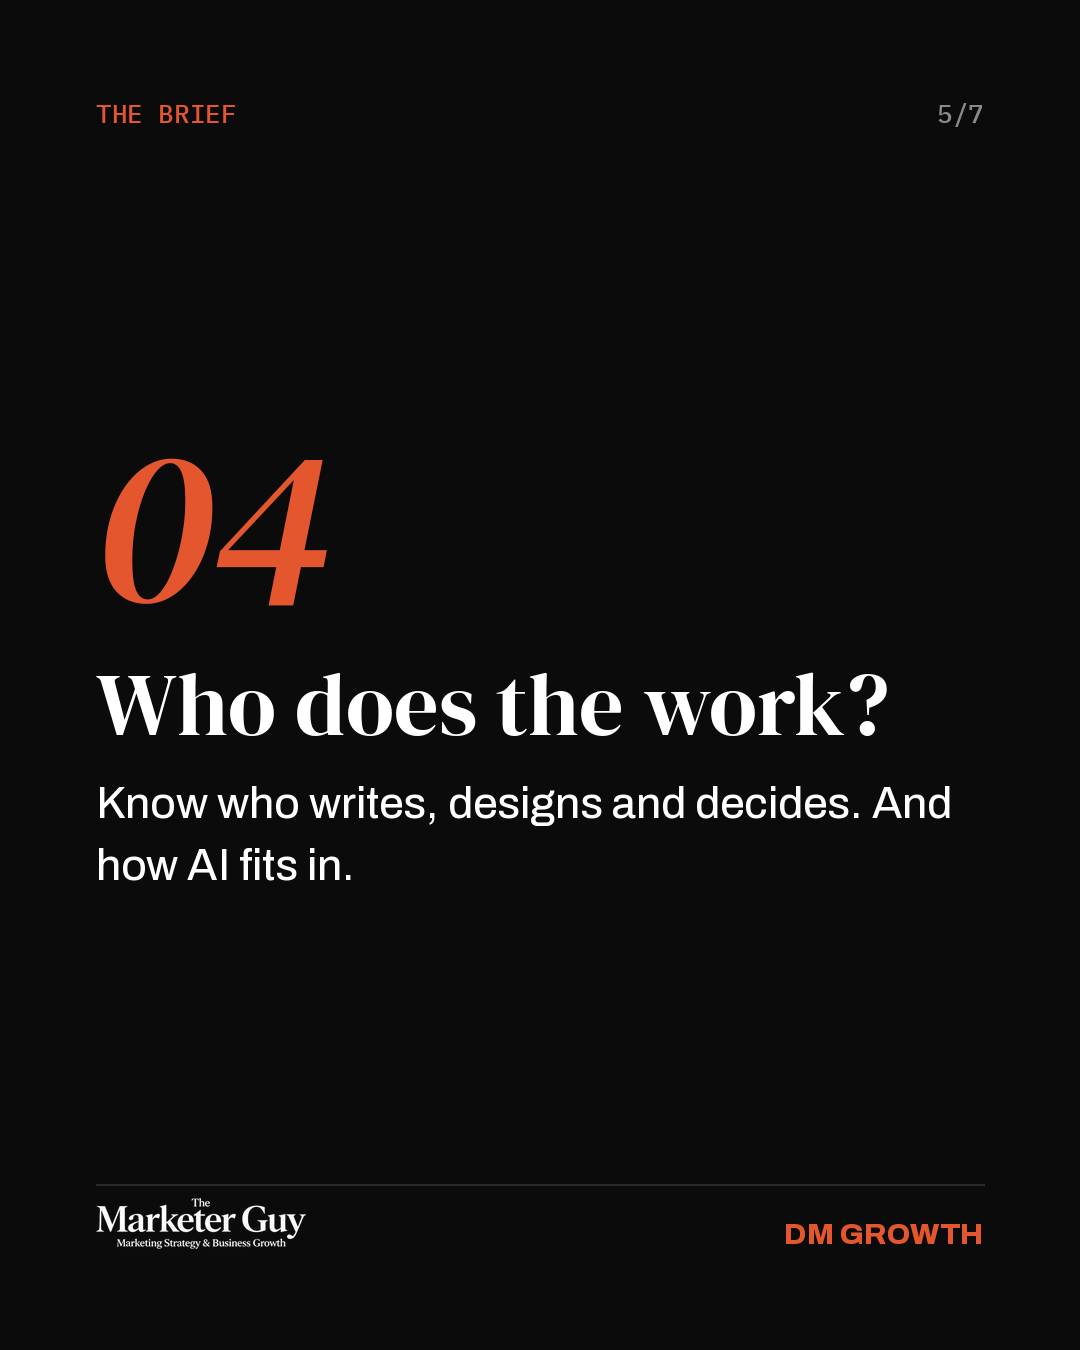 THE BRIEF
5/7
04
Who does the work?
Know who writes, designs and decides. And
how AI fits in.
The
Marketer Guy
Marketing Strategy & Business Growth
DM GROWTH